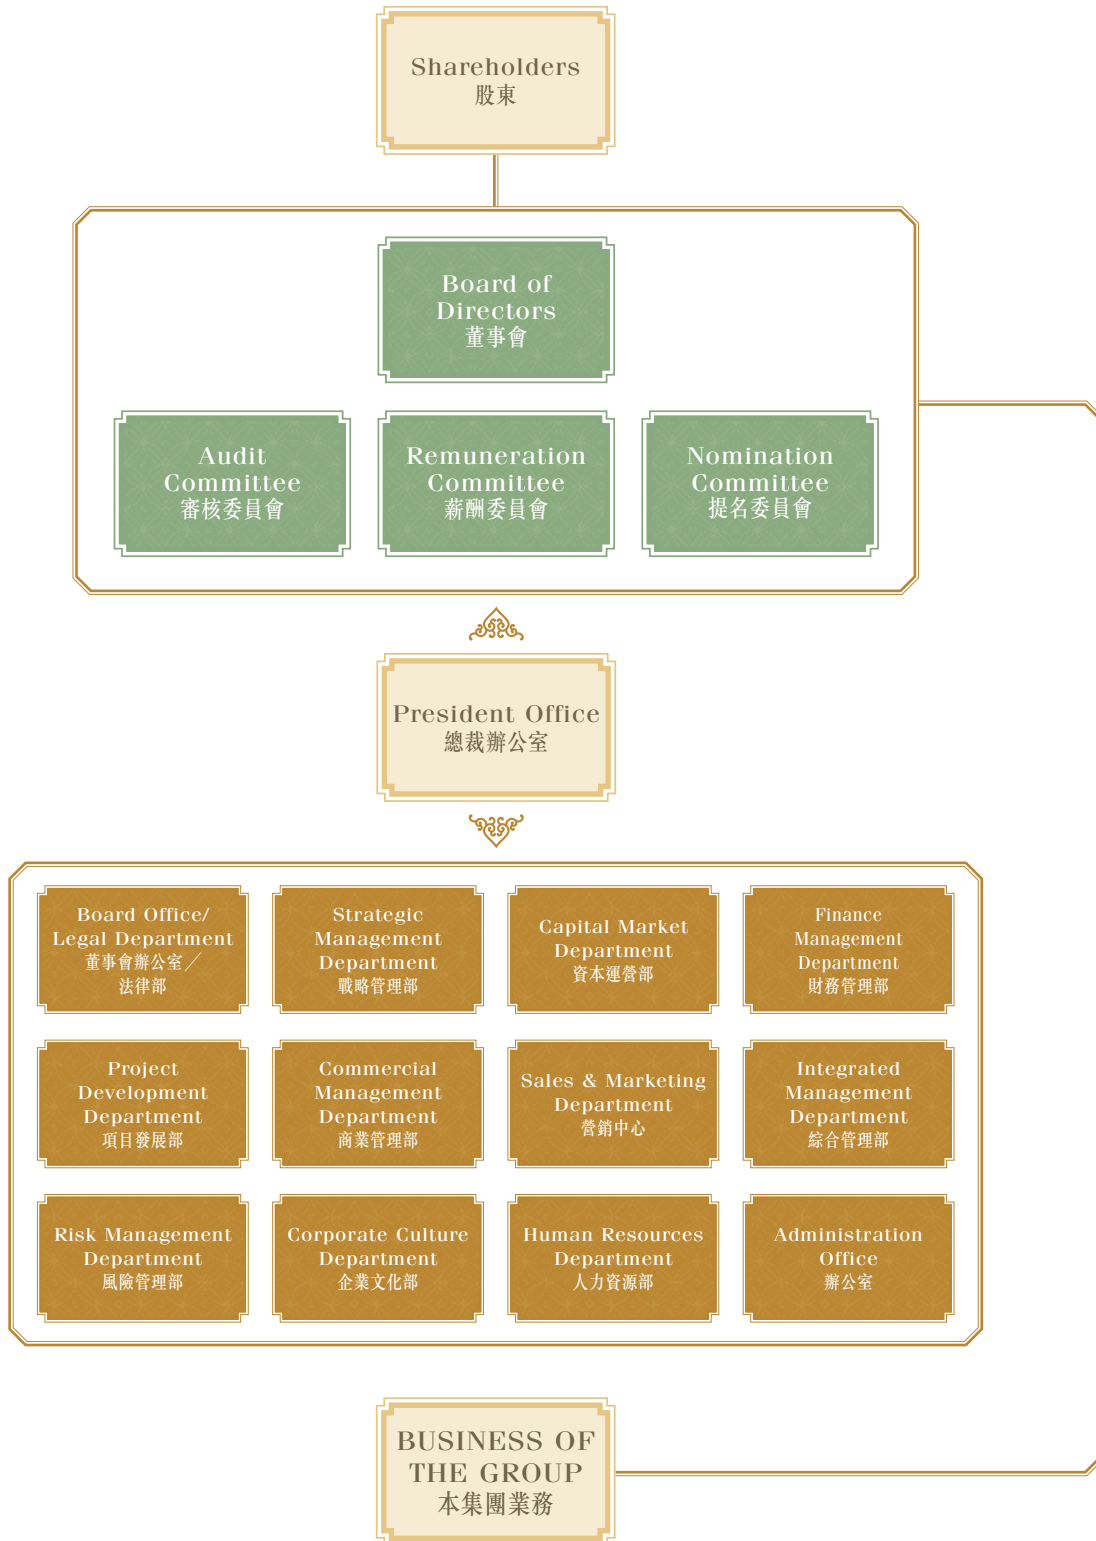 Shareholders
股東
Board of
Directors
董事會
Audit
Committee
審核委員會
Remuneration
Committee
薪酬委員會
Nomination
Committee
提名委員會
President Office
總裁辦公室
Board Office/
Legal Department
董事會辦公室／
法律部
Strategic
Management
Department
戰略管理部
Capital Market
Department
資本運營部
Finance
Management
Department
財務管理部
Project
Development
Department
項目發展部
Commercial
Management
Department
商業管理部
Sales & Marketing
Department
營銷中心
Integrated
Management
Department
綜合管理部
Risk Management
Department
風險管理部
Corporate Culture
Department
企業文化部
Human Resources
Department
人力資源部
Administration
Office
辦公室
BUSINESS OF
THE GROUP
本集團業務